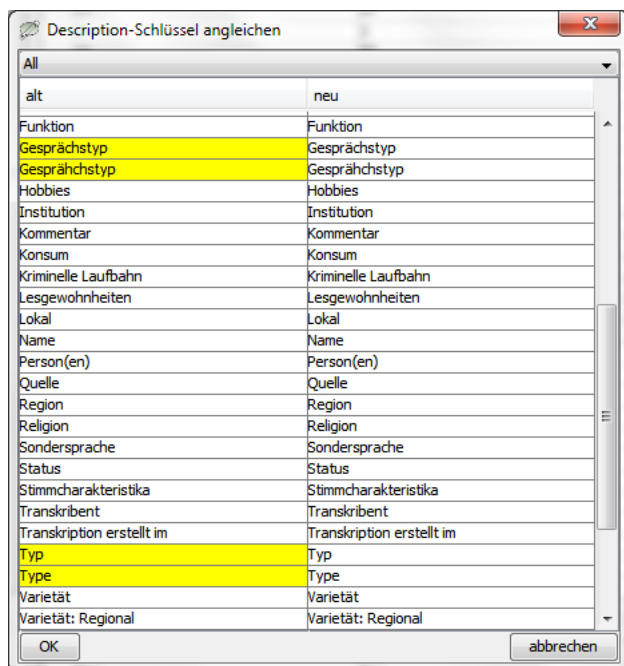 Description-Schlüssel angleichen
All
alt neu
Funktion Funktion
Gesprächstyp Gesprächstyp
Gesprähchstyp Gesprähchstyp
Hobbies Hobbies
Institution Institution
Kommentar Kommentar
Konsum Konsum
Kriminelle Laufbahn Kriminelle Laufbahn
Lesgewohnheiten Lesgewohnheiten
Lokal Lokal
Name Name
Person(en) Person(en)
Quelle Quelle
Region Region
Religion Religion
Sondersprache Sondersprache
Status Status
Stimmcharakteristika Stimmcharakteristika
Transkribent Transkribent
Transkription erstellt im Transkription erstellt im
Typ Typ
Type Type
Varietät Varietät
Varietät: Regional Varietät: Regional
OK abbrechen